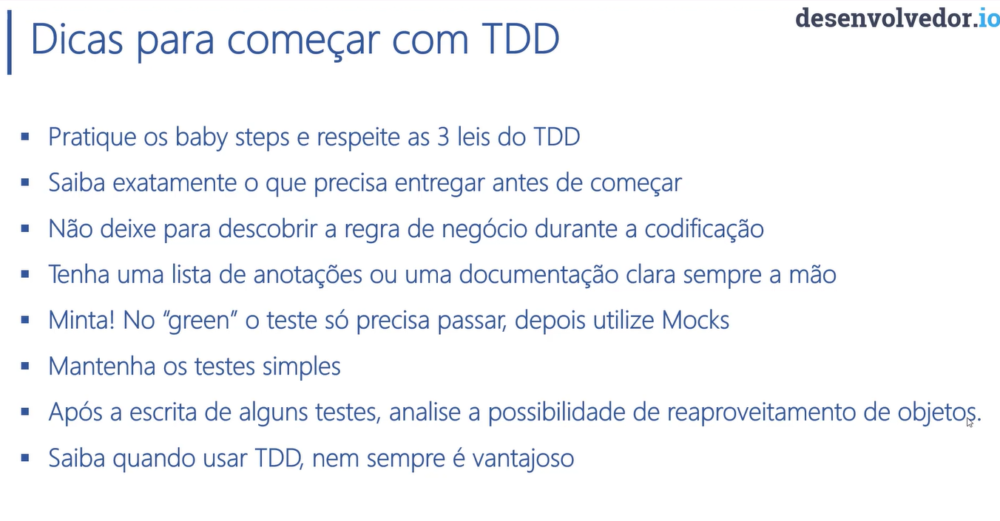 desenvolvedor.io
Dicas para começar com TDD
▪ Pratique os baby steps e respeite as 3 leis do TDD
▪ Saiba exatamente o que precisa entregar antes de começar
▪ Não deixe para descobrir a regra de negócio durante a codificação
▪ Tenha uma lista de anotações ou uma documentação clara sempre a mão
▪ Minta! No “green” o teste só precisa passar, depois utilize Mocks
▪ Mantenha os testes simples
▪ Após a escrita de alguns testes, analise a possibilidade de reaproveitamento de objetos.
▪ Saiba quando usar TDD, nem sempre é vantajoso